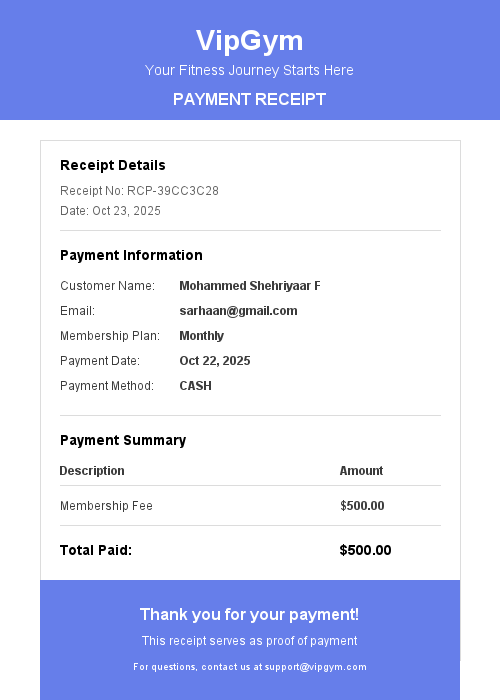 VipGym
Your Fitness Journey Starts Here
PAYMENT RECEIPT
Receipt Details
Receipt No: RCP-39CC3C28
Date: Oct 23, 2025
Payment Information
Customer Name: Mohammed Shehriyaar F
Email: sarhaan@gmail.com
Membership Plan: Monthly
Payment Date: Oct 22, 2025
Payment Method: CASH
Payment Summary
Description Amount
Membership Fee $500.00
Total Paid: $500.00
Thank you for your payment!
This receipt serves as proof of payment
For questions, contact us at support@vipgym.com